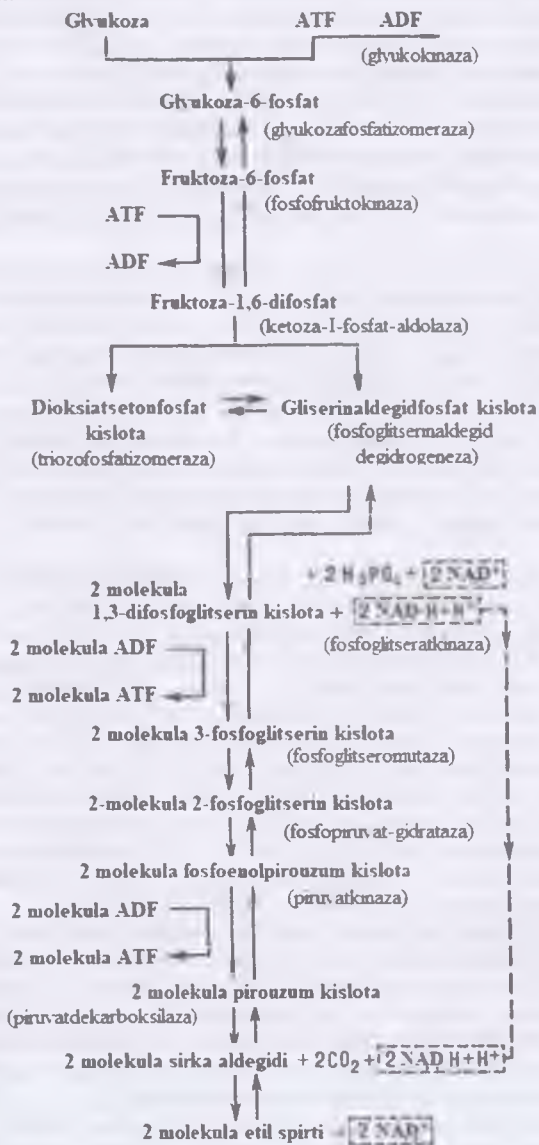 Glyukoza ATF ADF
(glyukokinaza)
Glyukoza-6-fosfat
(glyukozafosfatizomeraza)
Fruktoza-6-fosfat
(fosfofruktokinaza)
ATF
ADF
Fruktoza-1,6-difosfat
(ketoza-I-fosfat-aldolaza)
Dioksiatsetonfosfat
kislota
(triozofosfatizomeraza)
Gliserinaldegidfosfat kislota
(fosfoglitserinaldegid
degidrogeneza)
+ 2 H₃PO₄ + 2 NAD⁺
2 molekula
1,3-difosfoglitserin kislota + 2 NAD·H+H⁺
(fosfoglitseratkinaza)
2 molekula ADF
2 molekula ATF
2 molekula 3-fosfoglitserin kislota
(fosfoglitseromutaza)
2-molekula 2-fosfoglitserin kislota
(fosfopiruvat-gidrataza)
2 molekula fosfoenolpirouzum kislota
(piruvatkinaza)
2 molekula ADF
2 molekula ATF
2 molekula pirouzum kislota
(piruvatdekarboksilaza)
2 molekula sirka aldegidi + 2CO₂ + 2 NAD H+H⁺
2 molekula etil spirti – 2 NAD⁺